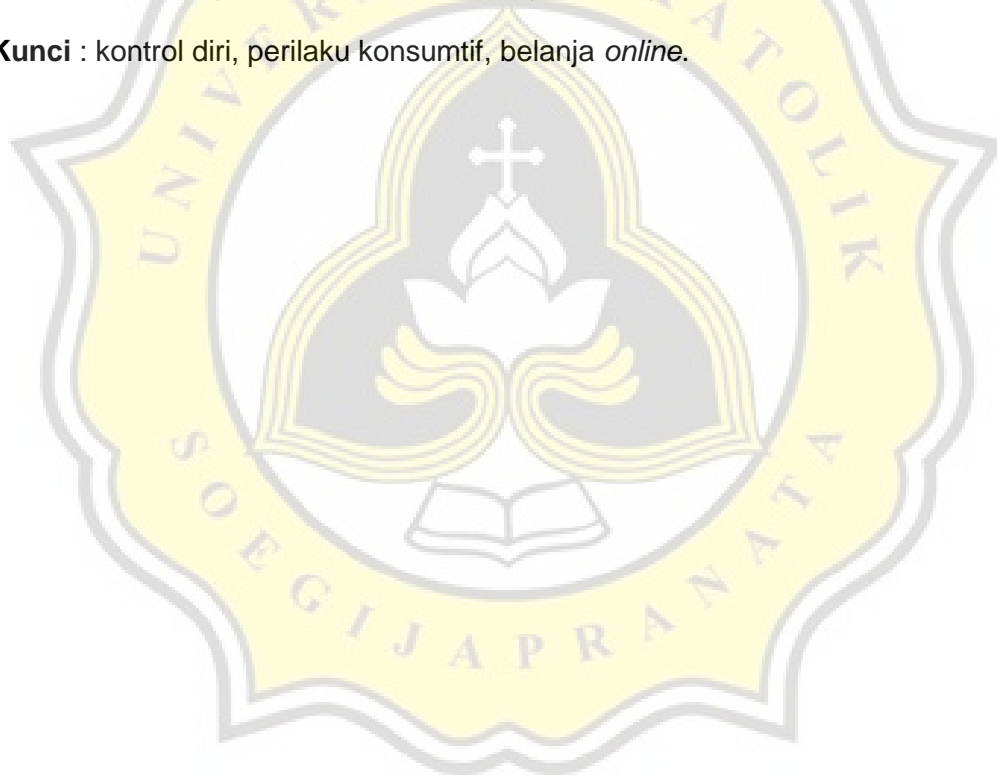 Kunci : kontrol diri, perilaku konsumtif, belanja online.
UNIVERSITAS KATOLIK
SOEGIJAPRANATA